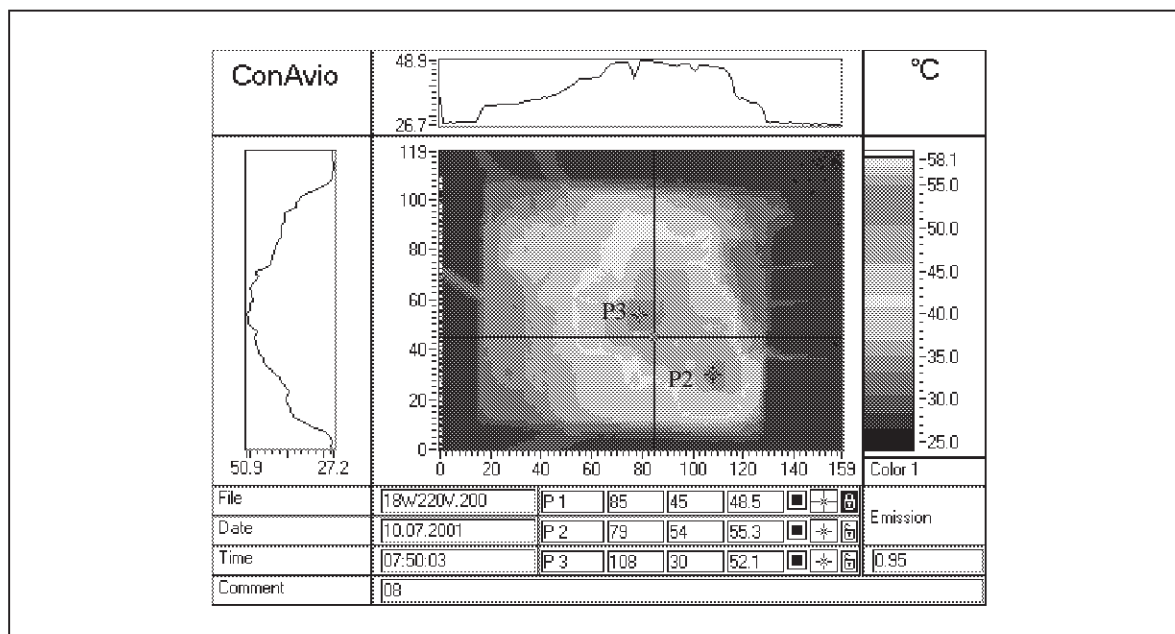 ConAvio
48.9
26.7
°C
119
100
80
60
40
20
0
P3
P2
58.1
55.0
50.0
45.0
40.0
35.0
30.0
25.0
50.9 27.2
0 20 40 60 80 100 120 140 159
Color 1
File 18W220V.200 P 1 85 45 48.5
Date 10.07.2001 P 2 79 54 55.3
Time 07:50:03 P 3 108 30 52.1
Emission
0.95
Comment 08